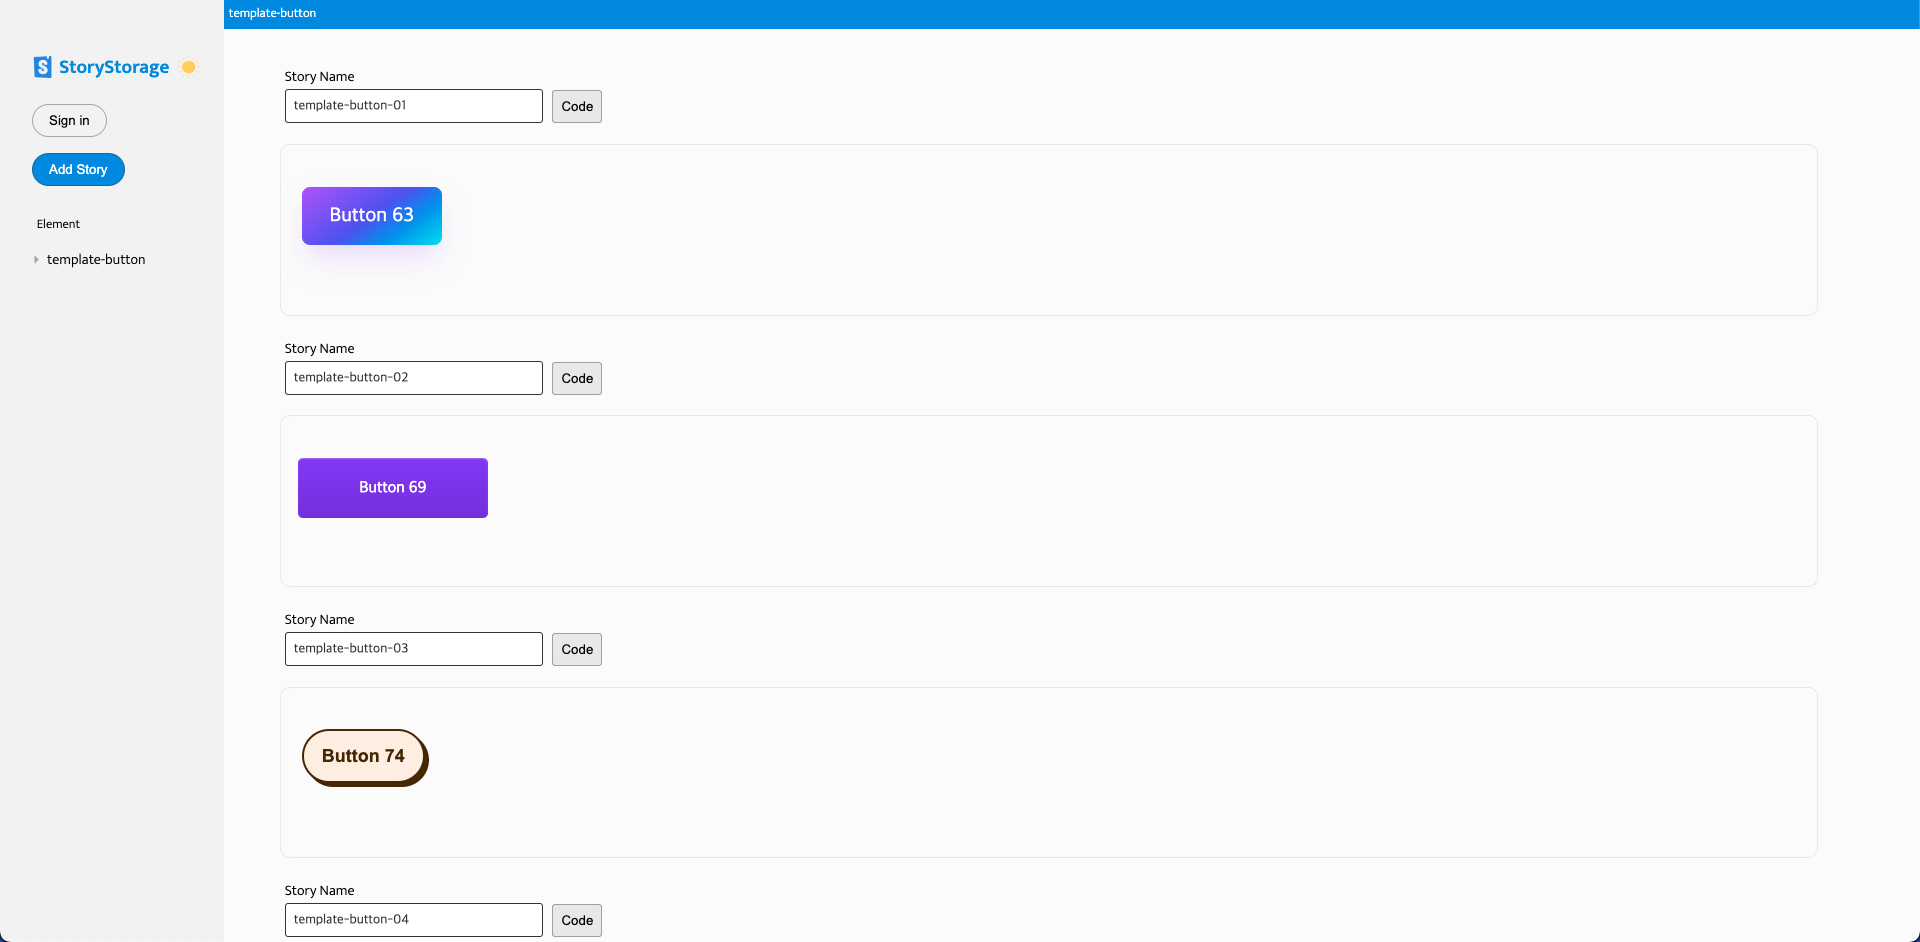 template-button
StoryStorage
Sign in
Add Story
Element
template-button
Story Name
template-button-01
Code
Button 63
Story Name
template-button-02
Code
Button 69
Story Name
template-button-03
Code
Button 74
Story Name
template-button-04
Code